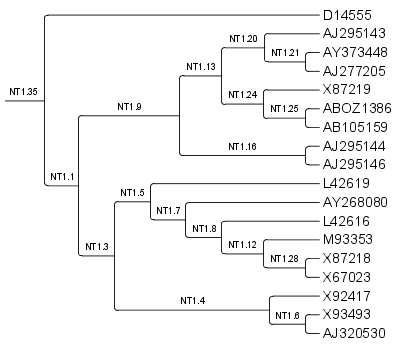 D14555
AJ295143
NT1.20
AY373448
NT1.21
AJ277205
NT1.13
X87219
NT1.35
NT1.24
ABOZ1386
NT1.9
NT1.25
AB105159
AJ295144
NT1.16
AJ295146
NT1.1
L42619
NT1.5
AY268080
NT1.7
L42616
NT1.8
M93353
NT1.3
NT1.12
X87218
NT1.28
X67023
X92417
NT1.4
X93493
NT1.6
AJ320530